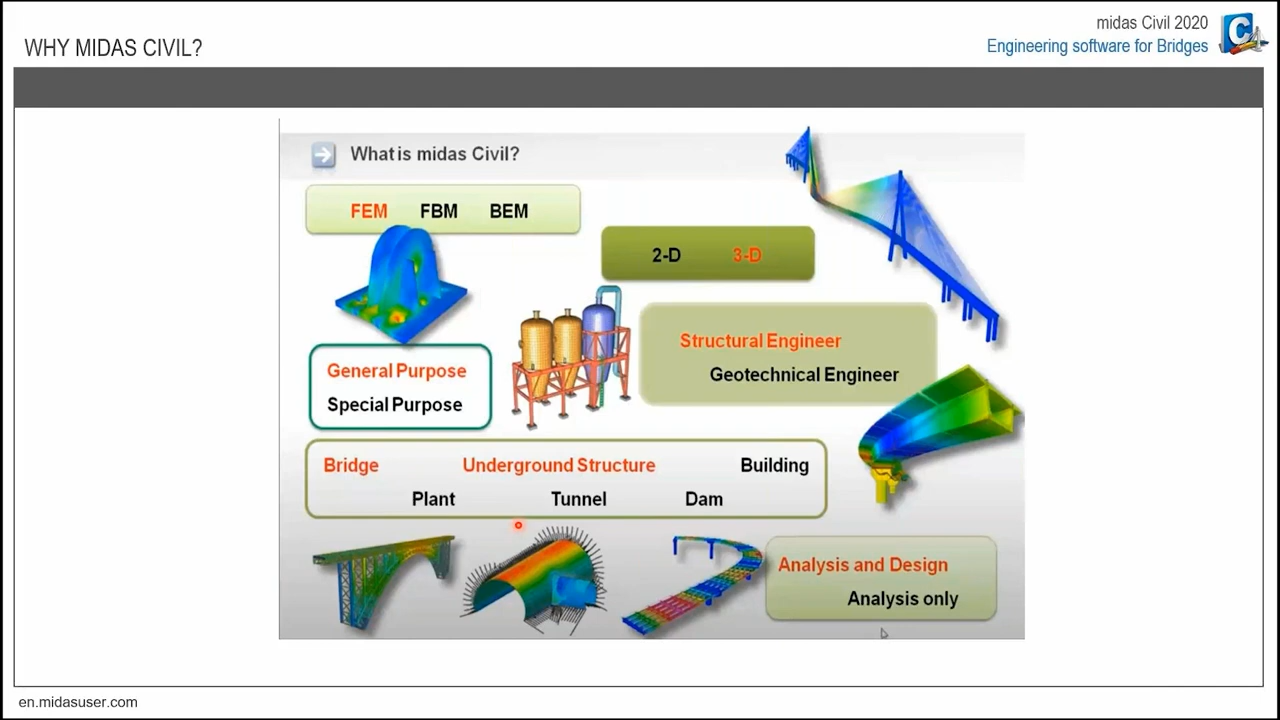 WHY MIDAS CIVIL?
midas Civil 2020
Engineering software for Bridges
What is midas Civil?
FEM FBM BEM
2-D 3-D
Structural Engineer
Geotechnical Engineer
General Purpose
Special Purpose
Bridge Underground Structure Building
Plant Tunnel Dam
Analysis and Design
Analysis only
en.midasuser.com